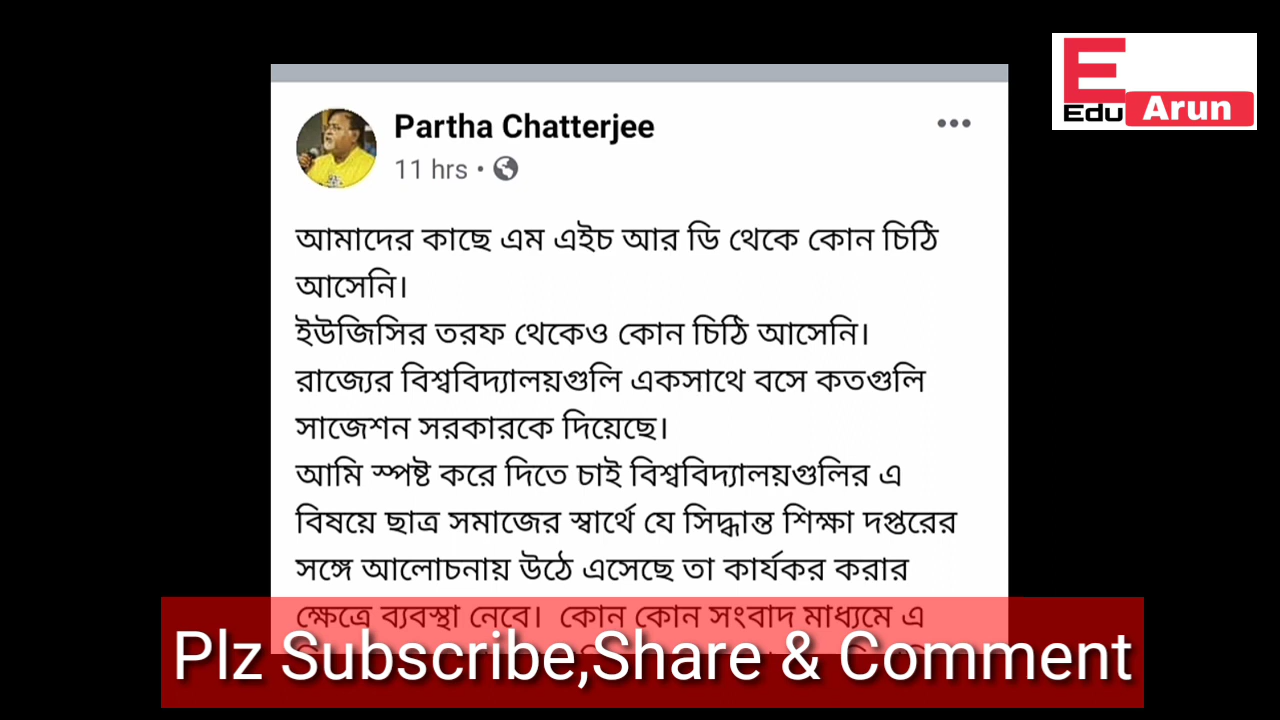 E
Edu Arun
Partha Chatterjee
11 hrs •
আমাদের কাছে এম এইচ আর ডি থেকে কোন চিঠি
আসেনি।
ইউজিসির তরফ থেকেও কোন চিঠি আসেনি।
রাজ্যের বিশ্ববিদ্যালয়গুলি একসাথে বসে কতগুলি
সাজেশন সরকারকে দিয়েছে।
আমি স্পষ্ট করে দিতে চাই বিশ্ববিদ্যালয়গুলির এ
বিষয়ে ছাত্র সমাজের স্বার্থে যে সিদ্ধান্ত শিক্ষা দপ্তরের
সঙ্গে আলোচনায় উঠে এসেছে তা কার্যকর করার
ক্ষেত্রে ব্যবস্থা নেবে। কোন কোন সংবাদ মাধ্যমে এ
Plz Subscribe,Share & Comment